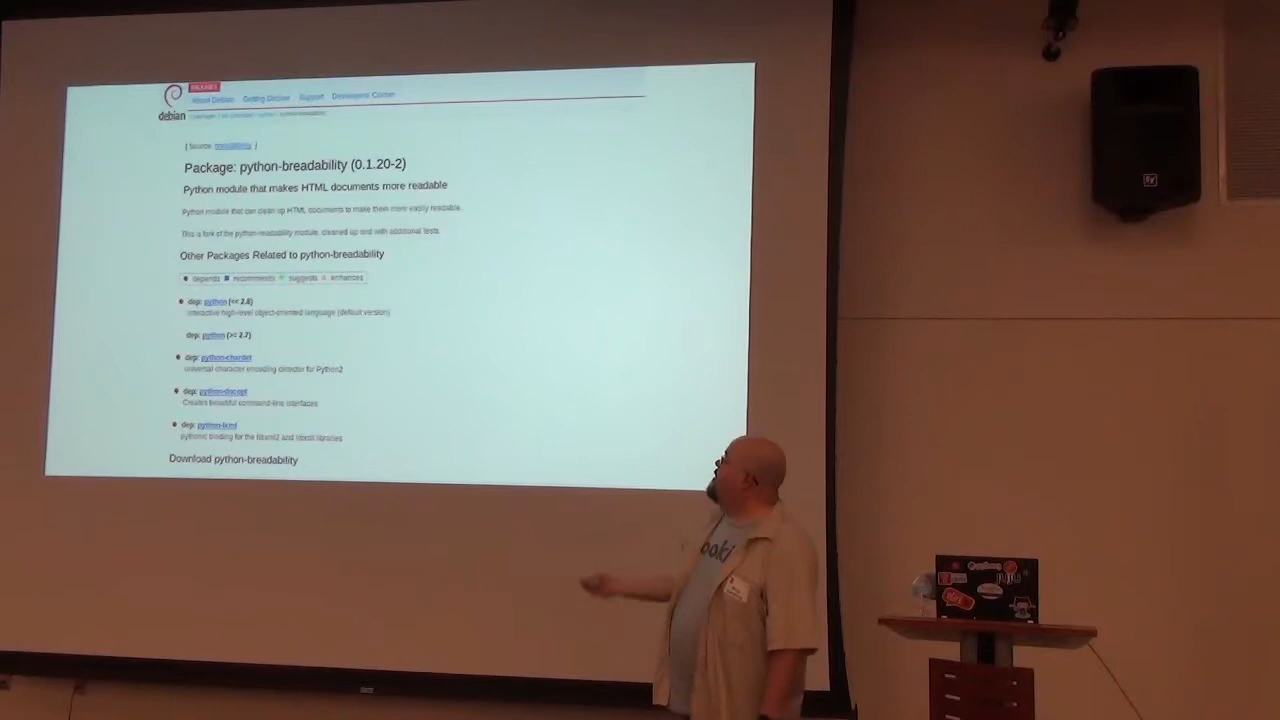 PACKAGES
About Debian Getting Debian Support Developers' Corner
debian
[ Source: breadability ]
Package: python-breadability (0.1.20-2)
Python module that makes HTML documents more readable
Python module that can clean up HTML documents to make them more easily readable.
This is fork of the python-readability module, cleaned up and with additional tests.
Other Packages Related to python-breadability
depends recommends suggests enhances
dep: python (<< 2.8)
interactive high-level object-oriented language (default version)
dep: python (>= 2.7)
dep: python-chardet
universal character encoding detector for Python2
dep: python-docopt
Creates beautiful command-line interfaces
dep: python-lxml
pythonic binding for the libxml2 and libxslt libraries
Download python-breadability
ooki
EV
juju